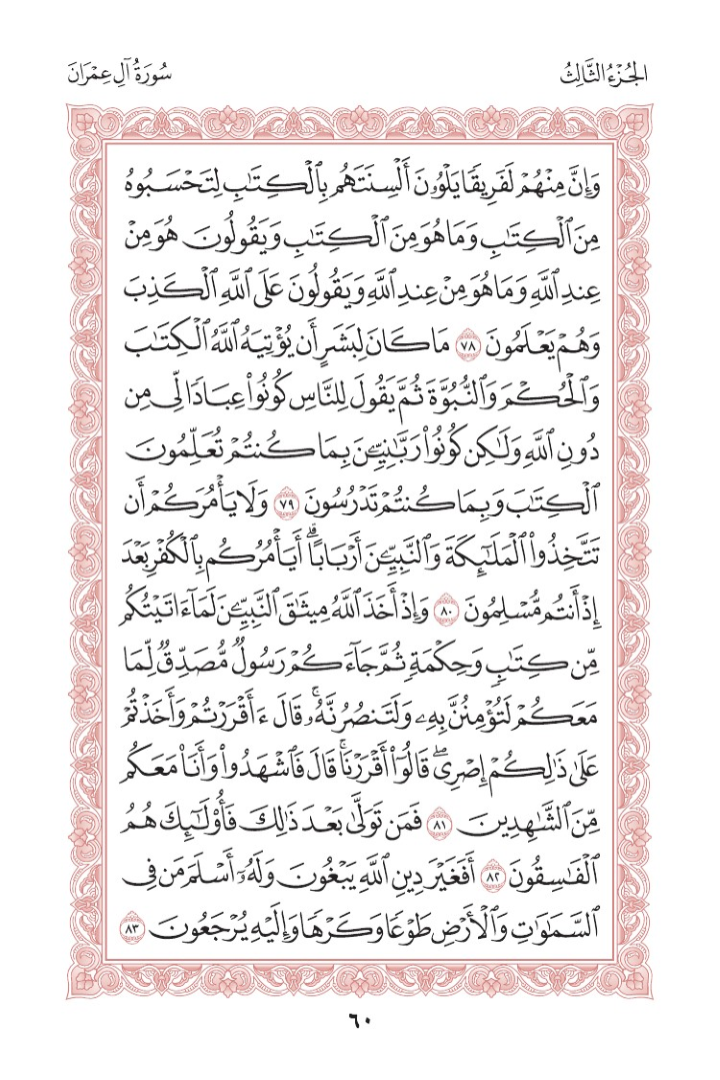 الجُزْءُ الثَّالِثُ
سُورَةُ آلِ عِمْرَانَ
وَإِنَّ مِنْهُمْ لَفَرِيقًا يَلْوُۥنَ أَلْسِنَتَهُم بِٱلْكِتَٰبِ لِتَحْسَبُوهُ
مِنَ ٱلْكِتَٰبِ وَمَا هُوَ مِنَ ٱلْكِتَٰبِ وَيَقُولُونَ هُوَ مِنْ
عِندِ ٱللَّهِ وَمَا هُوَ مِنْ عِندِ ٱللَّهِ وَيَقُولُونَ عَلَى ٱللَّهِ ٱلْكَذِبَ
وَهُمْ يَعْلَمُونَ ٧٨ مَا كَانَ لِبَشَرٍ أَن يُؤْتِيَهُ ٱللَّهُ ٱلْكِتَٰبَ
وَٱلْحُكْمَ وَٱلنُّبُوَّةَ ثُمَّ يَقُولَ لِلنَّاسِ كُونُوا۟ عِبَادًا لِّى مِن
دُونِ ٱللَّهِ وَلَٰكِن كُونُوا۟ رَبَّٰنِيِّۦنَ بِمَا كُنتُمْ تُعَلِّمُونَ
ٱلْكِتَٰبَ وَبِمَا كُنتُمْ تَدْرُسُونَ ٧٩ وَلَا يَأْمُرَكُمْ أَن
تَتَّخِذُوا۟ ٱلْمَلَٰٓئِكَةَ وَٱلنَّبِيِّۦنَ أَرْبَابًا ۗ أَيَأْمُرُكُم بِٱلْكُفْرِ بَعْدَ
إِذْ أَنتُم مُّسْلِمُونَ ٨٠ وَإِذْ أَخَذَ ٱللَّهُ مِيثَٰقَ ٱلنَّبِيِّۦنَ لَمَآ ءَاتَيْتُكُم
مِّن كِتَٰبٍ وَحِكْمَةٍ ثُمَّ جَآءَكُمْ رَسُولٌ مُّصَدِّقٌ لِّمَا
مَعَكُمْ لَتُؤْمِنُنَّ بِهِۦ وَلَتَنصُرُنَّهُۥ ۚ قَالَ ءَأَقْرَرْتُمْ وَأَخَذْتُمْ
عَلَىٰ ذَٰلِكُمْ إِصْرِى ۖ قَالُوٓا۟ أَقْرَرْنَا ۚ قَالَ فَٱشْهَدُوا۟ وَأَنَا۠ مَعَكُم
مِّنَ ٱلشَّٰهِدِينَ ٨١ فَمَن تَوَلَّىٰ بَعْدَ ذَٰلِكَ فَأُو۟لَٰٓئِكَ هُمُ
ٱلْفَٰسِقُونَ ٨٢ أَفَغَيْرَ دِينِ ٱللَّهِ يَبْغُونَ وَلَهُۥٓ أَسْلَمَ مَن فِى
ٱلسَّمَٰوَٰتِ وَٱلْأَرْضِ طَوْعًا وَكَرْهًا وَإِلَيْهِ يُرْجَعُونَ ٨٣
٦٠